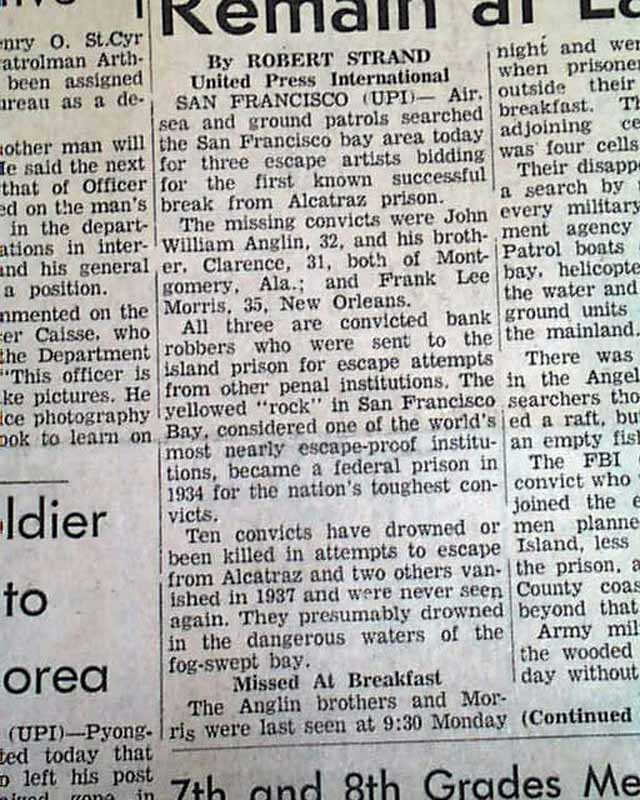 Remain at La
nry O. St.Cyr
atrolman Arth-
been assigned
ureau as a de-
other man will
He said the next
that of Officer
ed on the man's
in the depart-
ations in inter-
and his general
a position.
nmented on the
er Caisse, who
the Department
"This officer is
ke pictures. He
ice photography
ook to learn on
ldier
to
orea
(UPI)—Pyong-
ted today that
o left his post
By ROBERT STRAND
United Press International
SAN FRANCISCO (UPI)— Air,
sea and ground patrols searched
the San Francisco bay area today
for three escape artists bidding
for the first known successful
break from Alcatraz prison.
The missing convicts were John
William Anglin, 32, and his broth-
er, Clarence, 31, both of Mont-
gomery, Ala.; and Frank Lee
Morris, 35, New Orleans.
All three are convicted bank
robbers who were sent to the
island prison for escape attempts
from other penal institutions. The
yellowed "rock" in San Francisco
Bay, considered one of the world's
most nearly escape-proof institu-
tions, became a federal prison in
1934 for the nation's toughest con-
victs.
Ten convicts have drowned or
been killed in attempts to escape
from Alcatraz and two others van-
ished in 1937 and were never seen
again. They presumably drowned
in the dangerous waters of the
fog-swept bay.
Missed At Breakfast
The Anglin brothers and Mor-
ris were last seen at 9:30 Monday
night and wer
when prisoner
outside their
breakfast. Th
adjoining ce
was four cells
Their disapp
a search by
every military
ment agency
Patrol boats
bay, helicopte
the water and
ground units
the mainland.
There was
in the Angel
searchers tho
ed a raft, bu
an empty fish
The FBI
convict who
joined the e
men planne
Island, less
the prison, a
County coas
beyond that
Army mil
the wooded
day without
(Continued
7th and 8th Grades Me